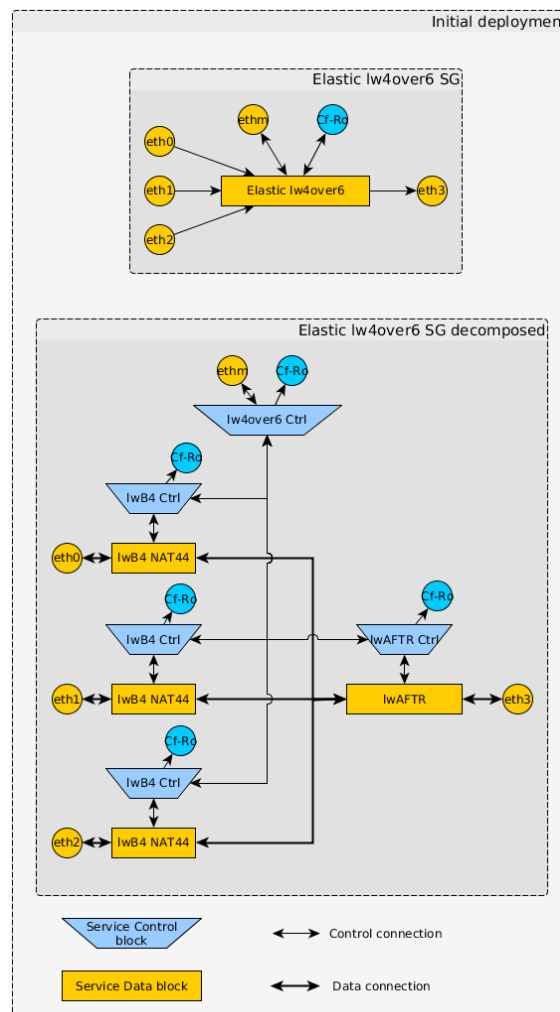 Initial deploymen
Elastic lw4over6 SG
ethm
Cf-Ro
eth0
eth1
Elastic lw4over6
eth3
eth2
Elastic lw4over6 SG decomposed
ethm
Cf-Ro
lw4over6 Ctrl
Cf-Ro
lwB4 Ctrl
eth0
lwB4 NAT44
Cf-Ro
Cf-Ro
lwB4 Ctrl
lwAFTR Ctrl
eth1
lwB4 NAT44
lwAFTR
eth3
Cf-Ro
lwB4 Ctrl
eth2
lwB4 NAT44
Service Control
block
Control connection
Service Data block
Data connection